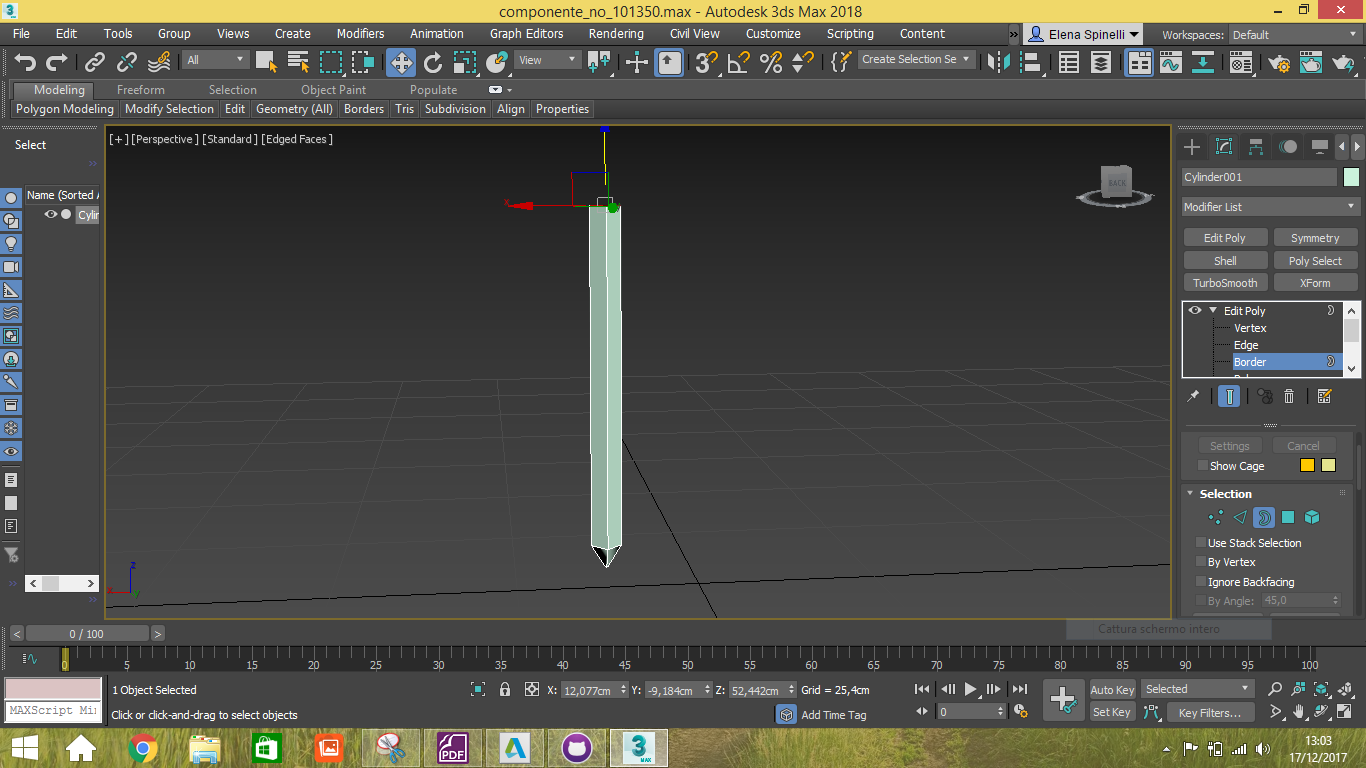 componente_no_101350.max - Autodesk 3ds Max 2018
File Edit Tools Group Views Create Modifiers Animation Graph Editors Rendering Civil View Customize Scripting Content » Elena Spinelli Workspaces: Default
All View Create Selection Se
Modeling Freeform Selection Object Paint Populate
Polygon Modeling Modify Selection Edit Geometry (All) Borders Tris Subdivision Align Properties
Select
Name (Sorted A
Cylin
[+] [Perspective ] [Standard ] [Edged Faces ]
x
BACK
z
Cylinder001
Modifier List
Edit Poly Symmetry
Shell Poly Select
TurboSmooth XForm
Edit Poly
Vertex
Edge
Border
Settings Cancel
Show Cage
Selection
Use Stack Selection
By Vertex
Ignore Backfacing
By Angle: 45,0
Cattura schermo intero
< 0 / 100 >
0 5 10 15 20 25 30 35 40 45 50 55 60 65 70 75 80 85 90 95 100
1 Object Selected X: 12,077cm Y: -9,184cm Z: 52,442cm Grid = 25,4cm Auto Key Selected
MAXScript Mi Click or click-and-drag to select objects Add Time Tag 0 Set Key Key Filters...
PDF
3 MAX
13:03
17/12/2017